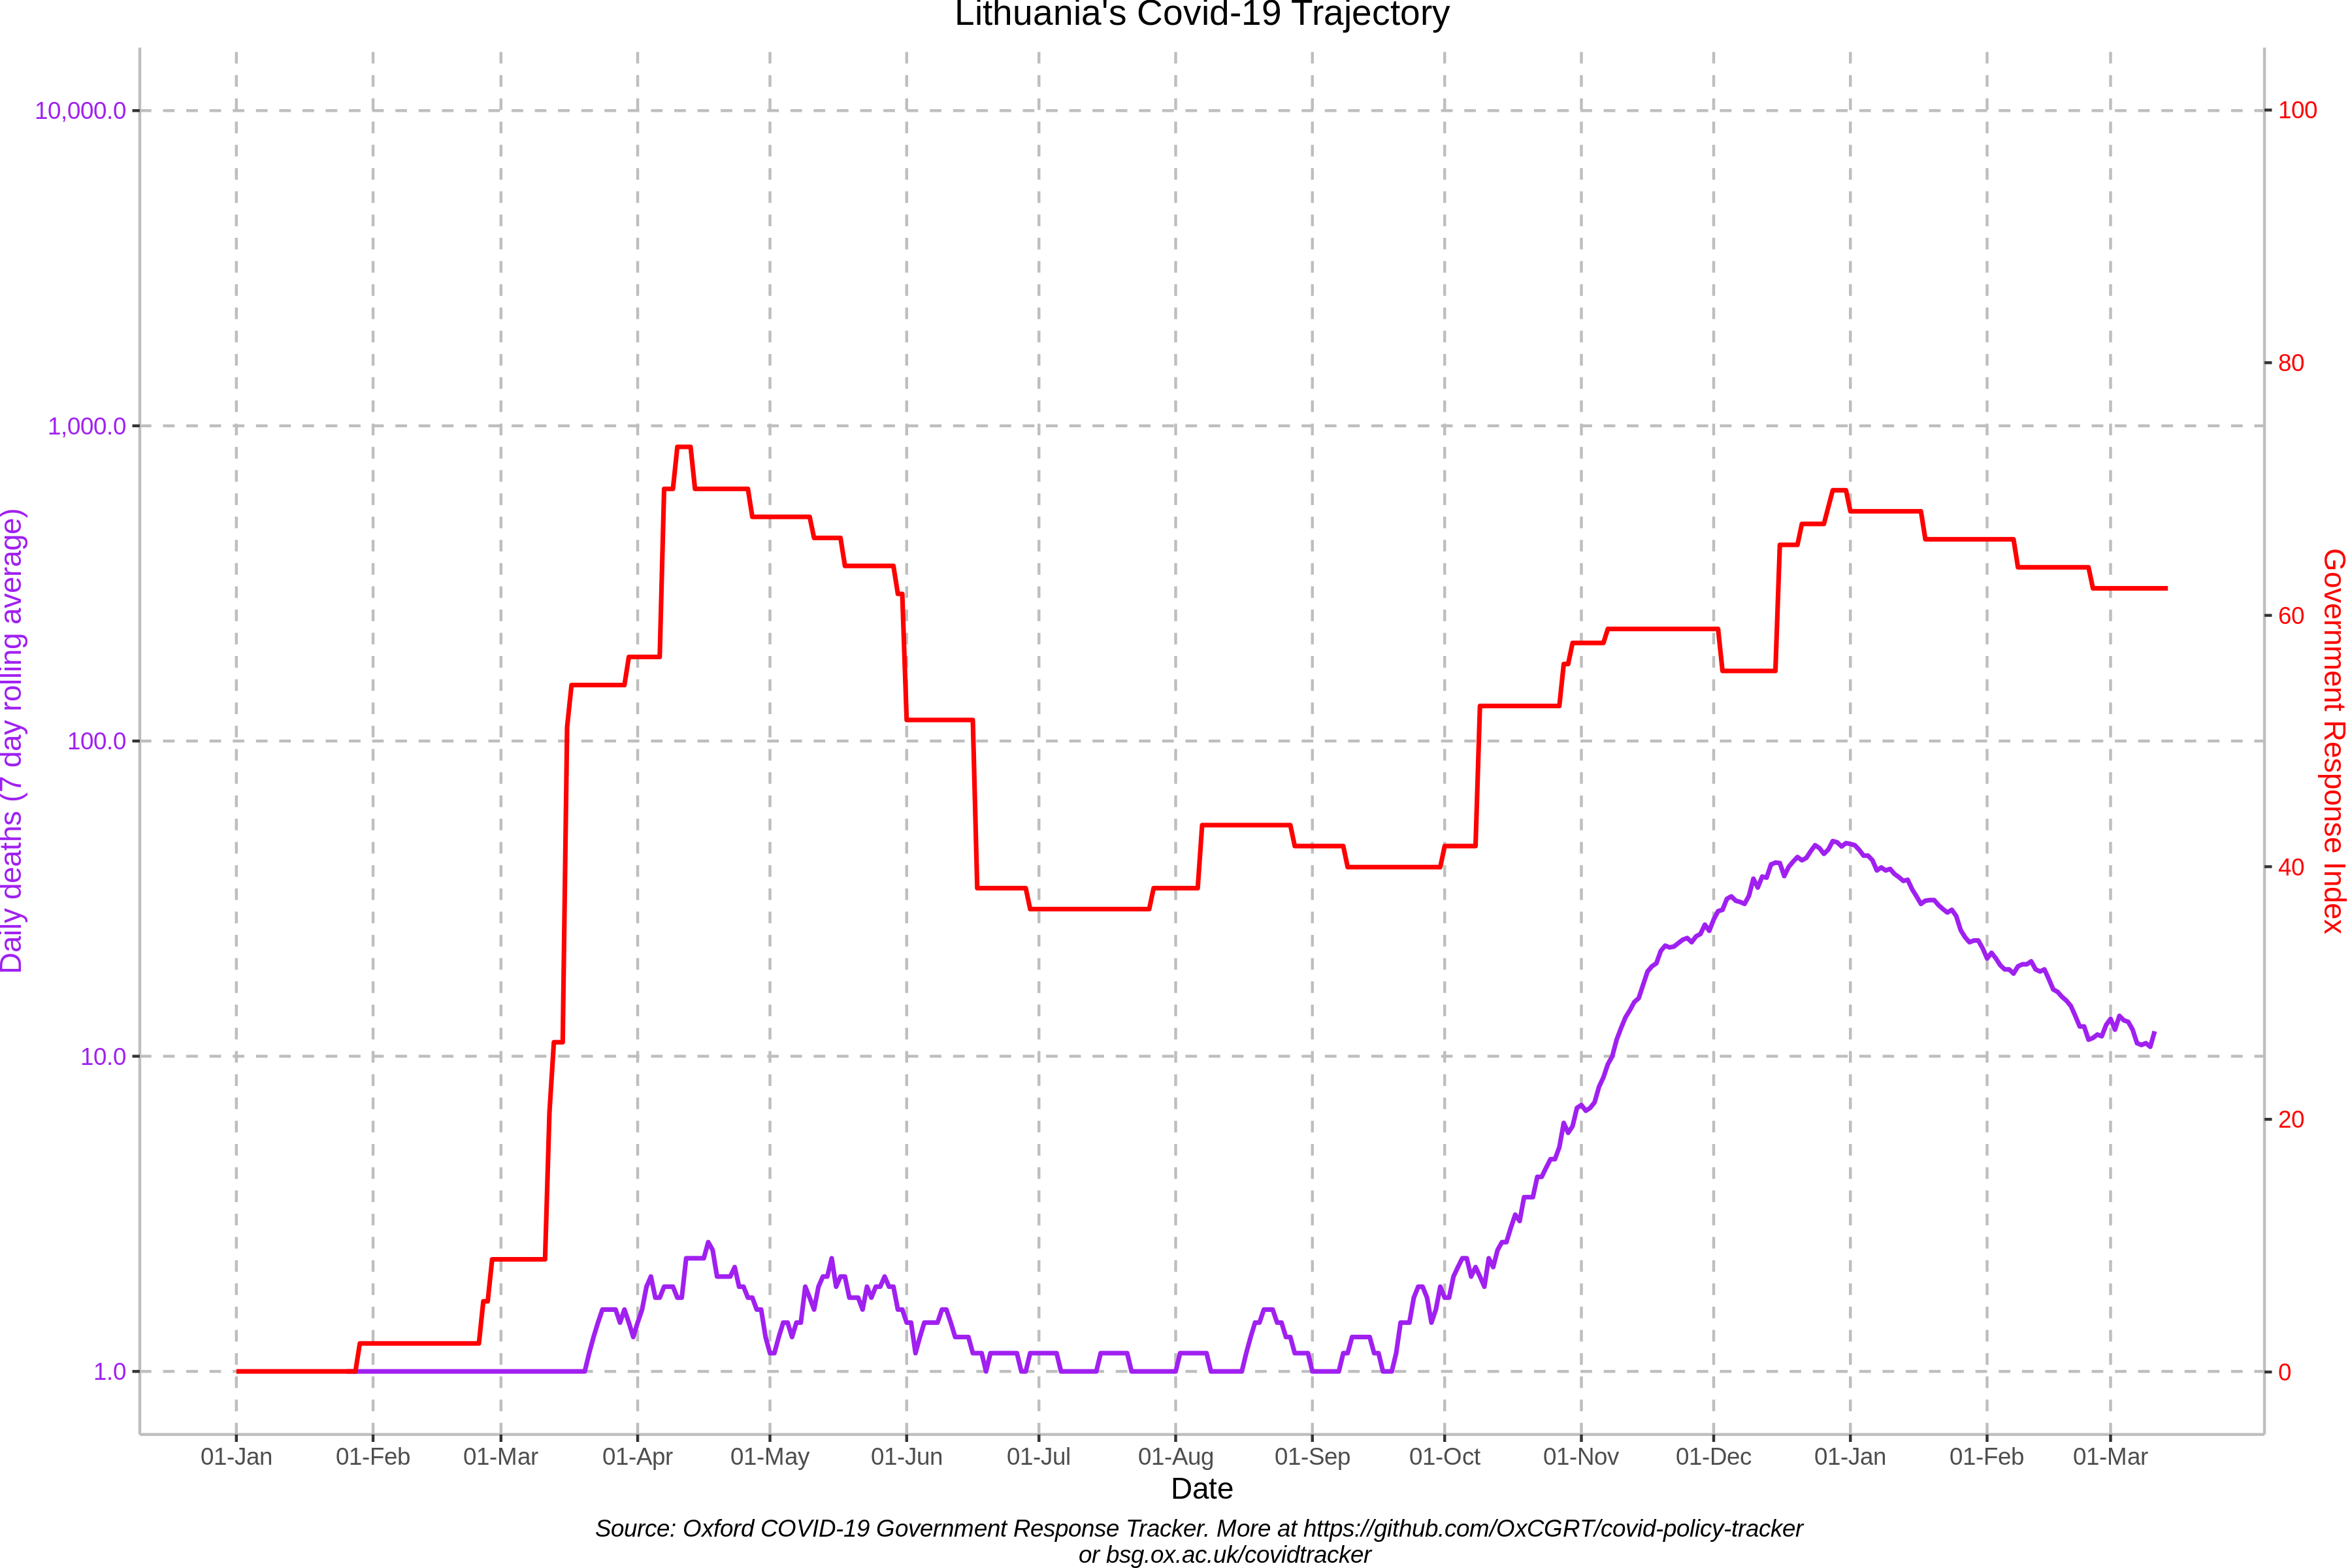 Lithuania's Covid-19 Trajectory
10,000.0
1,000.0
100.0
10.0
1.0
Daily deaths (7 day rolling average)
100
80
60
40
20
0
Government Response Index
01-Jan 01-Feb 01-Mar 01-Apr 01-May 01-Jun 01-Jul 01-Aug 01-Sep 01-Oct 01-Nov 01-Dec 01-Jan 01-Feb 01-Mar
Date
Source: Oxford COVID-19 Government Response Tracker. More at https://github.com/OxCGRT/covid-policy-tracker
or bsg.ox.ac.uk/covidtracker